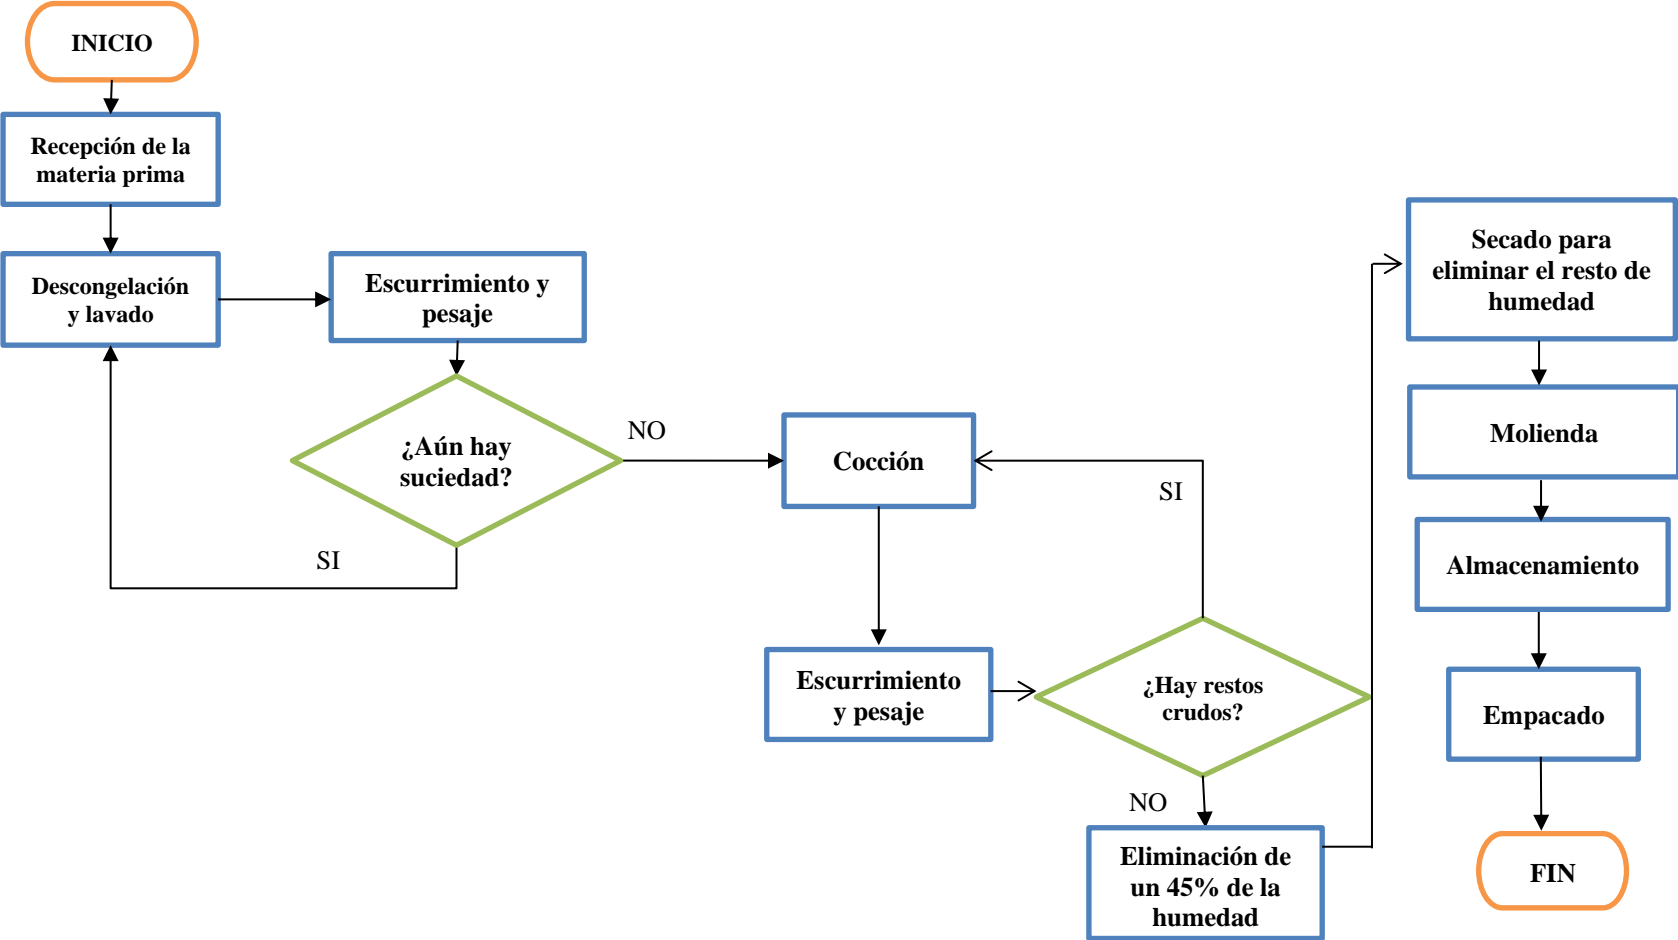 INICIO
Recepción de la
materia prima
Descongelación
y lavado
Escurrimiento y
pesaje
¿Aún hay
suciedad?
SI
NO
Cocción
Escurrimiento
y pesaje
¿Hay restos
crudos?
SI
NO
Eliminación de
un 45% de la
humedad
Secado para
eliminar el resto de
humedad
Molienda
Almacenamiento
Empacado
FIN